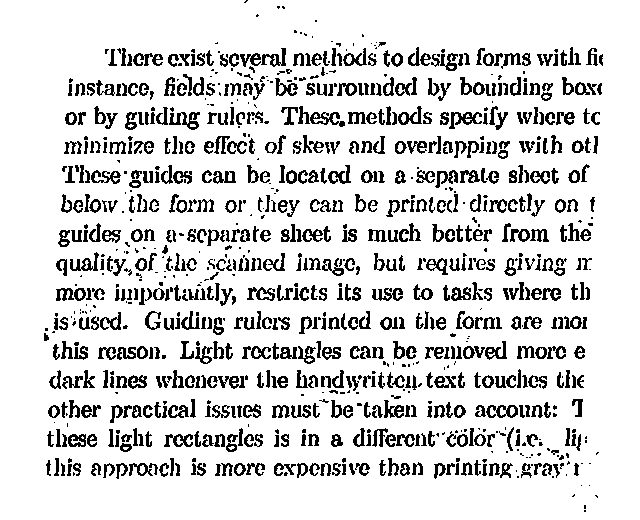 There exist several methods to design forms with fie
instance, fields may be surrounded by bounding boxe
or by guiding rulers. These methods specify where to
minimize the effect of skew and overlapping with oth
These guides can be located on a separate sheet of
below the form or they can be printed directly on t
guides on a separate sheet is much better from the
quality of the scanned image, but requires giving
more importantly, restricts its use to tasks where th
is used. Guiding rulers printed on the form are mor
this reason. Light rectangles can be removed more e
dark lines whenever the handwritten text touches the
other practical issues must be taken into account: T
these light rectangles is in a different color (i.e. lig
this approach is more expensive than printing gray r